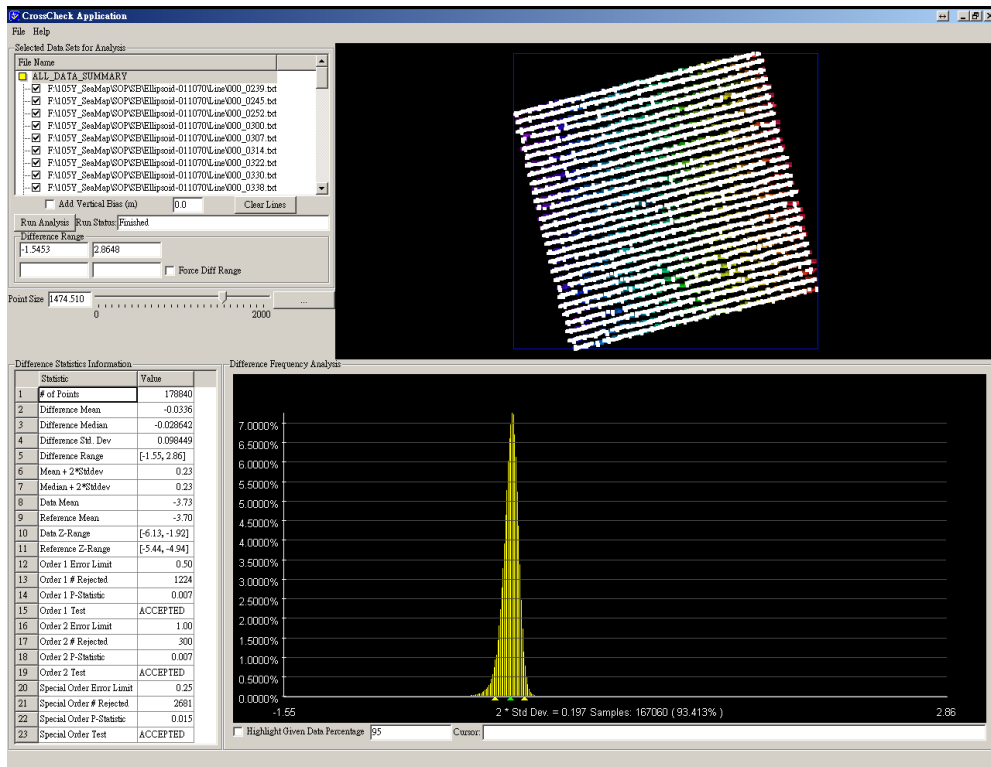 CrossCheck Application
File Help
Selected Data Sets for Analysis
File Name
ALL_DATA_SUMMARY
F:\105Y_SeaMap\SOP\SB\Ellipsoid-011070\Line\000_0239.txt
F:\105Y_SeaMap\SOP\SB\Ellipsoid-011070\Line\000_0245.txt
F:\105Y_SeaMap\SOP\SB\Ellipsoid-011070\Line\000_0252.txt
F:\105Y_SeaMap\SOP\SB\Ellipsoid-011070\Line\000_0300.txt
F:\105Y_SeaMap\SOP\SB\Ellipsoid-011070\Line\000_0307.txt
F:\105Y_SeaMap\SOP\SB\Ellipsoid-011070\Line\000_0314.txt
F:\105Y_SeaMap\SOP\SB\Ellipsoid-011070\Line\000_0322.txt
F:\105Y_SeaMap\SOP\SB\Ellipsoid-011070\Line\000_0330.txt
F:\105Y_SeaMap\SOP\SB\Ellipsoid-011070\Line\000_0338.txt
Add Vertical Bias (m) 0.0 Clear Lines
Run Analysis Run Status: Finished
Difference Range
-1.5453 2.8648
Force Diff Range
Point Size 1474.510 ...
0 2000
Difference Statistics Information
Statistic Value
1 # of Points 178840
2 Difference Mean -0.0336
3 Difference Median -0.028642
4 Difference Std. Dev 0.098449
5 Difference Range [-1.55, 2.86]
6 Mean + 2*Stddev 0.23
7 Median + 2*Stddev 0.23
8 Data Mean -3.73
9 Reference Mean -3.70
10 Data Z-Range [-6.13, -1.92]
11 Reference Z-Range [-5.44, -4.94]
12 Order 1 Error Limit 0.50
13 Order 1 # Rejected 1224
14 Order 1 P-Statistic 0.007
15 Order 1 Test ACCEPTED
16 Order 2 Error Limit 1.00
17 Order 2 # Rejected 300
18 Order 2 P-Statistic 0.007
19 Order 2 Test ACCEPTED
20 Special Order Error Limit 0.25
21 Special Order # Rejected 2681
22 Special Order P-Statistic 0.015
23 Special Order Test ACCEPTED
Difference Frequency Analysis
7.0000%
6.5000%
6.0000%
5.5000%
5.0000%
4.5000%
4.0000%
3.5000%
3.0000%
2.5000%
2.0000%
1.5000%
1.0000%
0.5000%
0.0000%
-1.55 2 * Std Dev. = 0.197 Samples: 167060 ( 93.413% ) 2.86
Highlight Given Data Percentage 95 Cursor: